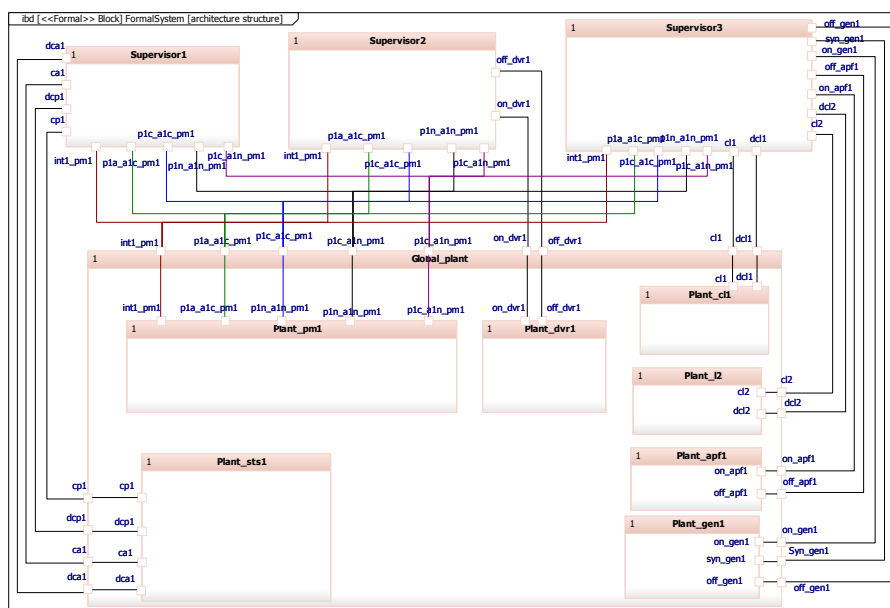 ibd [<<Formal>> Block] FormalSystem [architecture structure]
off_gen1
syn_gen1
on_gen1
off_apf1
on_apf1
dcl2
cl2
1 Supervisor1
dca1
ca1
dcp1
cp1
int1_pm1
p1a_a1c_pm1
p1c_a1c_pm1
p1n_a1n_pm1
p1c_a1n_pm1
1 Supervisor2
off_dvr1
on_dvr1
int1_pm1
p1a_a1c_pm1
p1c_a1c_pm1
p1n_a1n_pm1
p1c_a1n_pm1
1 Supervisor3
int1_pm1
p1a_a1c_pm1
p1c_a1c_pm1
p1n_a1n_pm1
p1c_a1n_pm1
cl1
dcl1
int1_pm1
p1a_a1c_pm1
p1c_a1c_pm1
p1c_a1n_pm1
p1c_a1n_pm1
on_dvr1
off_dvr1
cl1
dcl1
1 Global_plant
int1_pm1
p1a_a1c_pm1
p1n_a1n_pm1
p1n_a1n_pm1
p1c_a1n_pm1
on_dvr1
off_dvr1
cl1
dcl1
1 Plant_pm1
1 Plant_dvr1
1 Plant_cl1
1 Plant_l2
cl2
cl2
dcl2
dcl2
1 Plant_apf1
on_apf1
on_apf1
off_apf1
off_apf1
1 Plant_sts1
cp1
cp1
dcp1
dcp1
ca1
ca1
dca1
dca1
1 Plant_gen1
on_gen1
on_gen1
syn_gen1
Syn_gen1
off_gen1
off_gen1